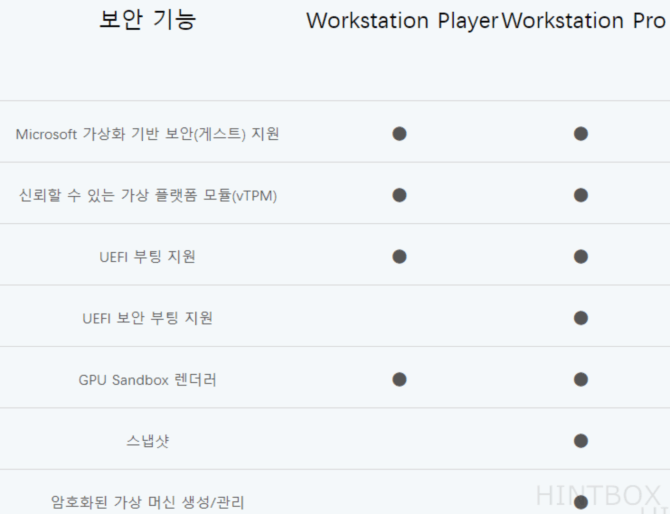 보안 기능 Workstation Player Workstation Pro
Microsoft 가상화 기반 보안(게스트) 지원 ● ●
신뢰할 수 있는 가상 플랫폼 모듈(vTPM) ● ●
UEFI 부팅 지원 ● ●
UEFI 보안 부팅 지원 ●
GPU Sandbox 렌더러 ● ●
스냅샷 ●
암호화된 가상 머신 생성/관리 ●
HINTBOX